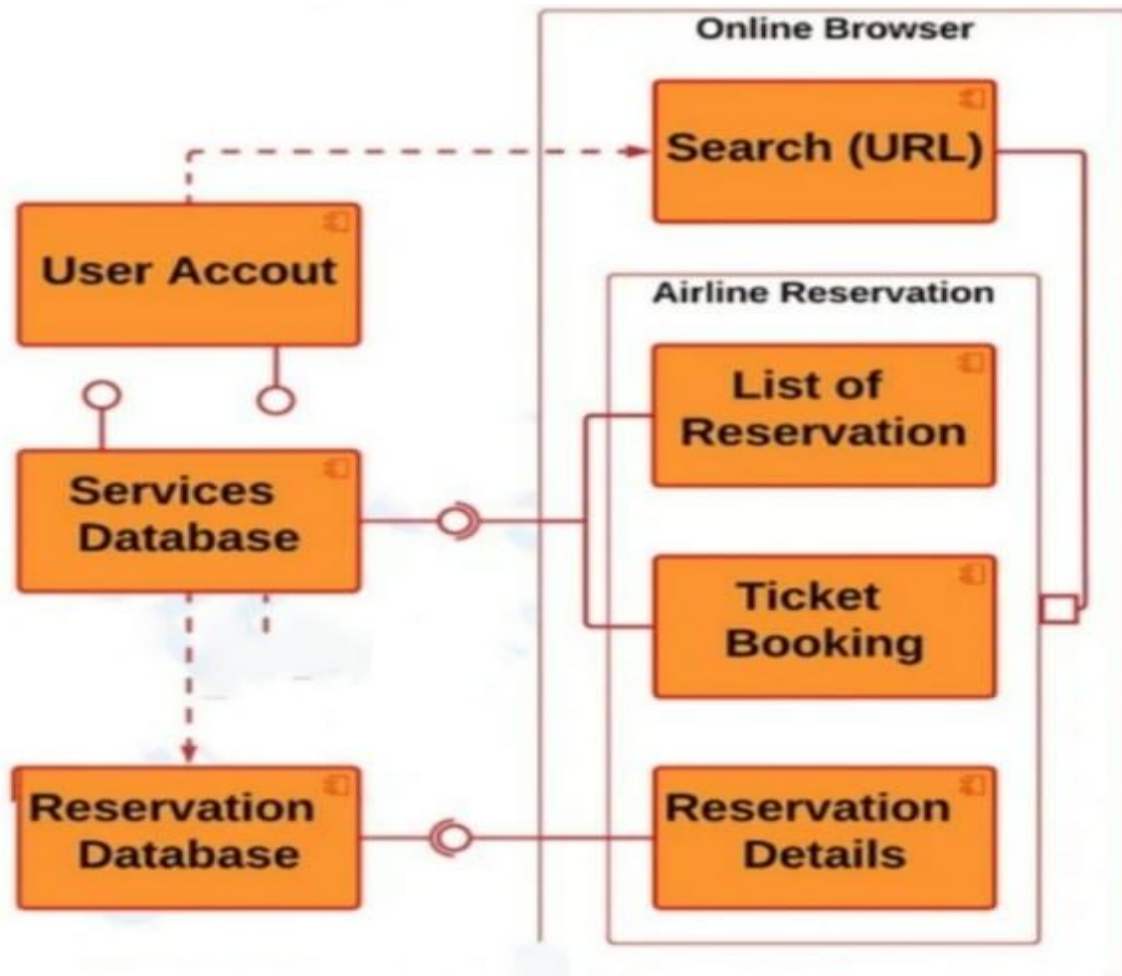 Online Browser
Search (URL)
User Accout
Airline Reservation
List of
Reservation
Services
Database
Ticket
Booking
Reservation
Database
Reservation
Details